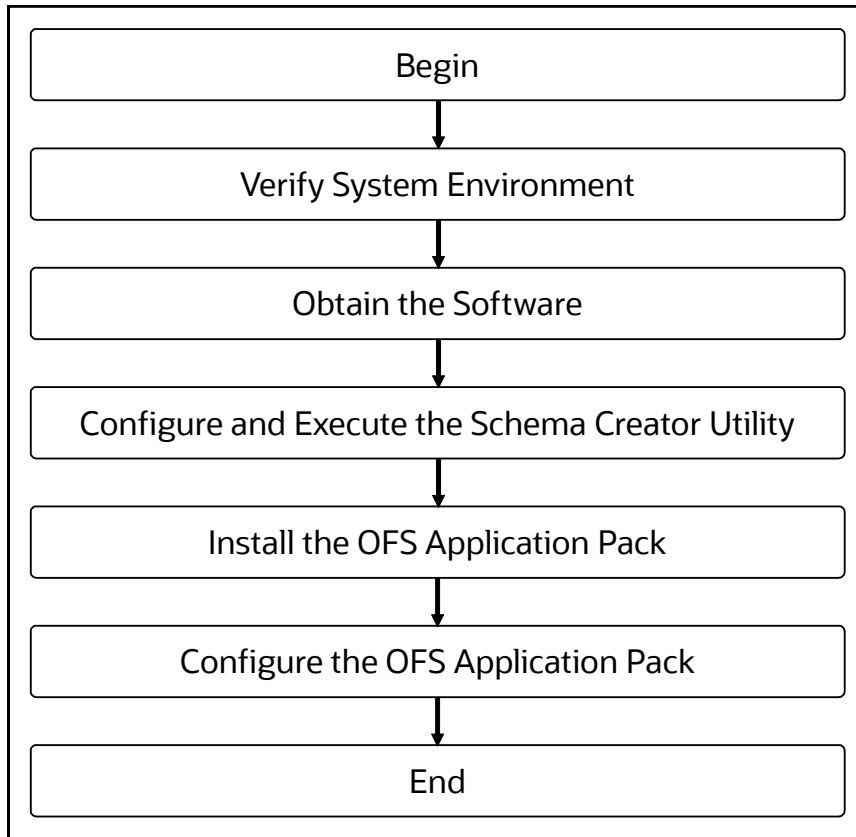 Begin
Verify System Environment
Obtain the Software
Configure and Execute the Schema Creator Utility
Install the OFS Application Pack
Configure the OFS Application Pack
End